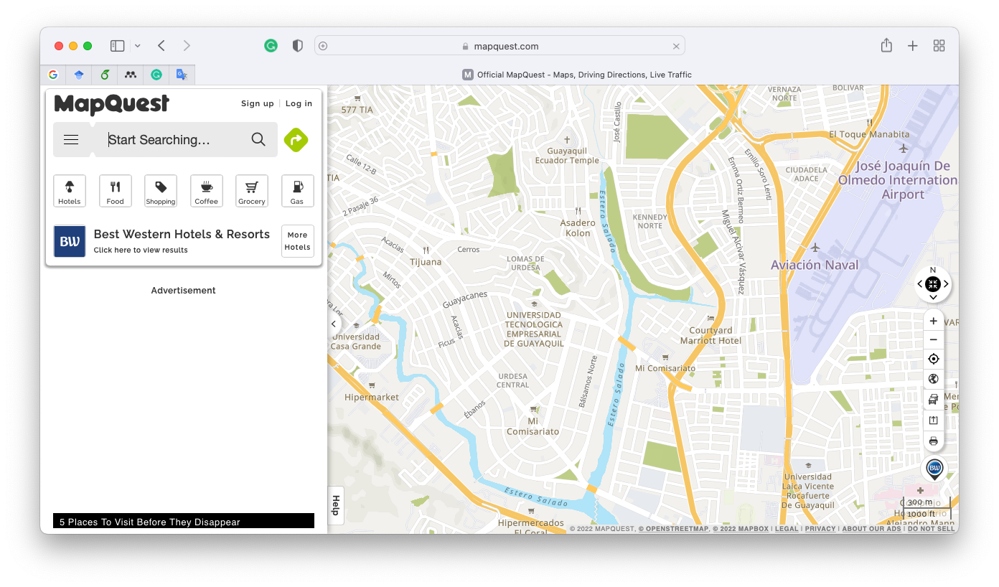 mapquest.com
Official MapQuest - Maps, Driving Directions, Live Traffic
MapQuest
Sign up
Log in
Start Searching...
Hotels
Food
Shopping
Coffee
Grocery
Gas
BW
Best Western Hotels & Resorts
Click here to view results
More
Hotels
Advertisement
5 Places To Visit Before They Disappear
577 TIA
TIA
Calle 12-B
2 Pasaje 36
Acacias
Cerros
Tijuana
Mirtos
Guayacanes
Acacias
Ficus
Universidad
Casa Grande
Hipermarket
Ébanos
Guayaquil
Ecuador Temple
José Castillo
Asadero
Kolon
Estero Salado
LOMAS DE
URDESA
UNIVERSIDAD
TECNOLOGICA
EMPRESARIAL
DE GUAYAQUIL
URDESA
CENTRAL
Bálsamos Norte
Mi
Comisariato
Estero Salado
Estero Salado
Hipermercados
El Coral
VERNAZA
NORTE
BOLIVAR
El Toque Manabita
CIUDADELA
ADACE
Emilio Soro Lenti
Emma Ortiz Bermeo
Miguel Alcivar Vásquez
KENNEDY
NORTE
José Joaquín De
Olmedo Internation
Airport
Aviación Naval
Courtyard
Marriott Hotel
Mi Comisariato
Universidad
Laica Vicente
Rocafuerte
De Guayaquil
N
+
−
BW
300 m
1000 ft
Alejandro Mann
Help
© 2022 MAPQUEST, © OPENSTREETMAP, © 2022 MAPBOX | LEGAL | PRIVACY | ABOUT OUR ADS | DO NOT SELL